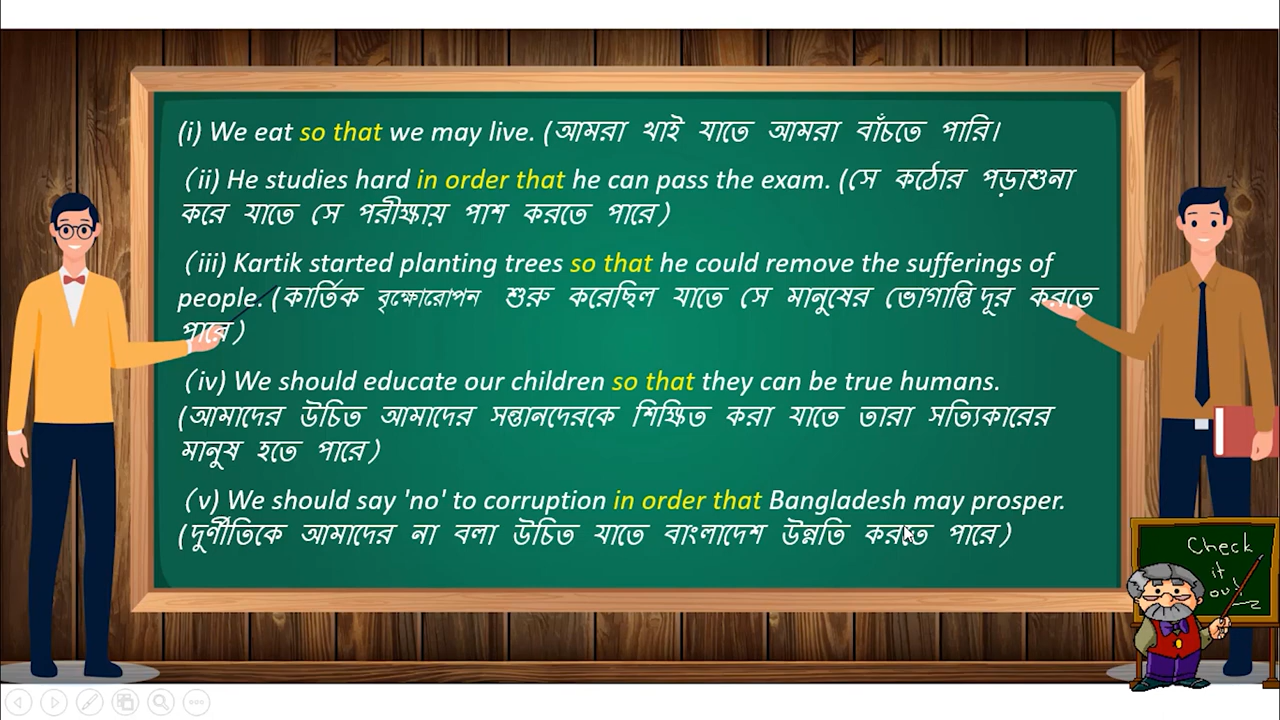 (i) We eat so that we may live. (আমরা খাই যাতে আমরা বাঁচতে পারি।
(ii) He studies hard in order that he can pass the exam. (সে কঠোর পড়াশুনা
করে যাতে সে পরীক্ষায় পাশ করতে পারে)
(iii) Kartik started planting trees so that he could remove the sufferings of
people. (কার্তিক বৃক্ষোরোপন শুরু করেছিল যাতে সে মানুষের ভোগান্তি দূর করতে
পারে)
(iv) We should educate our children so that they can be true humans.
(আমাদের উচিত আমাদের সন্তানদেরকে শিক্ষিত করা যাতে তারা সত্যিকারের
মানুষ হতে পারে)
(v) We should say 'no' to corruption in order that Bangladesh may prosper.
(দুর্ণীতিকে আমাদের না বলা উচিত যাতে বাংলাদেশ উন্নতি করতে পারে)
Check
it
out!